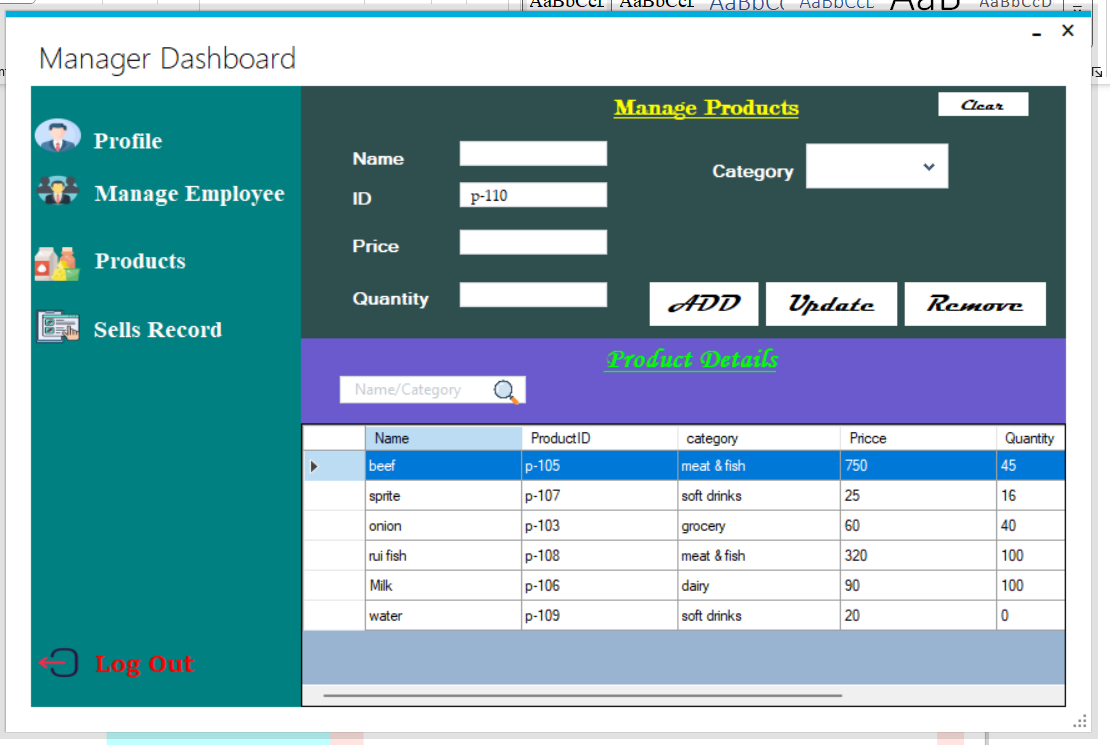 AaBbCcI AaBbCcI AaBbC( AaBbCcL AaB AaBbCcD
Manager Dashboard
Manage Products
Clear
Profile
Manage Employee
Products
Sells Record
Log Out
Name
Category
ID p-110
Price
Quantity
ADD Update Remove
Product Details
Name/Category
Name ProductID category Pricce Quantity
beef p-105 meat & fish 750 45
sprite p-107 soft drinks 25 16
onion p-103 grocery 60 40
rui fish p-108 meat & fish 320 100
Milk p-106 dairy 90 100
water p-109 soft drinks 20 0